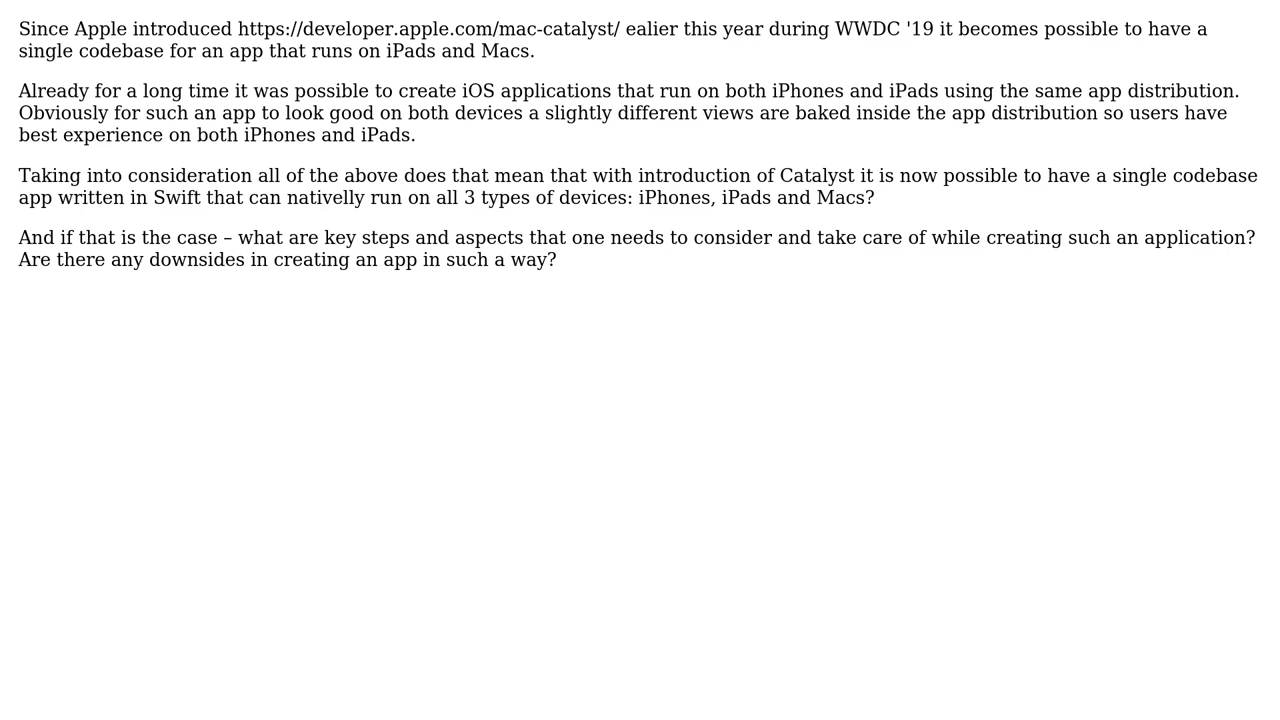 Since Apple introduced https://developer.apple.com/mac-catalyst/ ealier this year during WWDC '19 it becomes possible to have a
single codebase for an app that runs on iPads and Macs.
Already for a long time it was possible to create iOS applications that run on both iPhones and iPads using the same app distribution.
Obviously for such an app to look good on both devices a slightly different views are baked inside the app distribution so users have
best experience on both iPhones and iPads.
Taking into consideration all of the above does that mean that with introduction of Catalyst it is now possible to have a single codebase
app written in Swift that can nativelly run on all 3 types of devices: iPhones, iPads and Macs?
And if that is the case – what are key steps and aspects that one needs to consider and take care of while creating such an application?
Are there any downsides in creating an app in such a way?